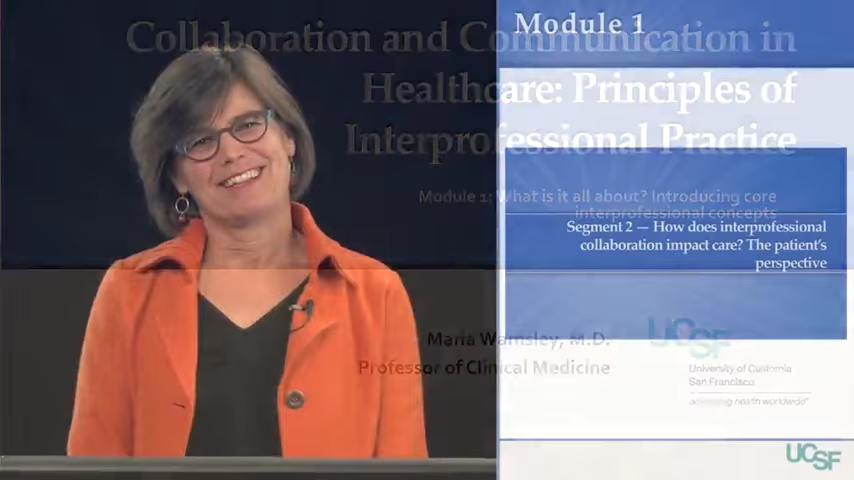 Module 1
Collaboration and Communication in
Healthcare: Principles of
Interprofessional Practice
Module 1: What is it all about? Introducing core
interprofessional concepts
Segment 2 — How does interprofessional
collaboration impact care? The patient's
perspective
Maria Wamsley, M.D.
Professor of Clinical Medicine
UCSF
University of California
San Francisco
advancing health worldwide™
UCSF